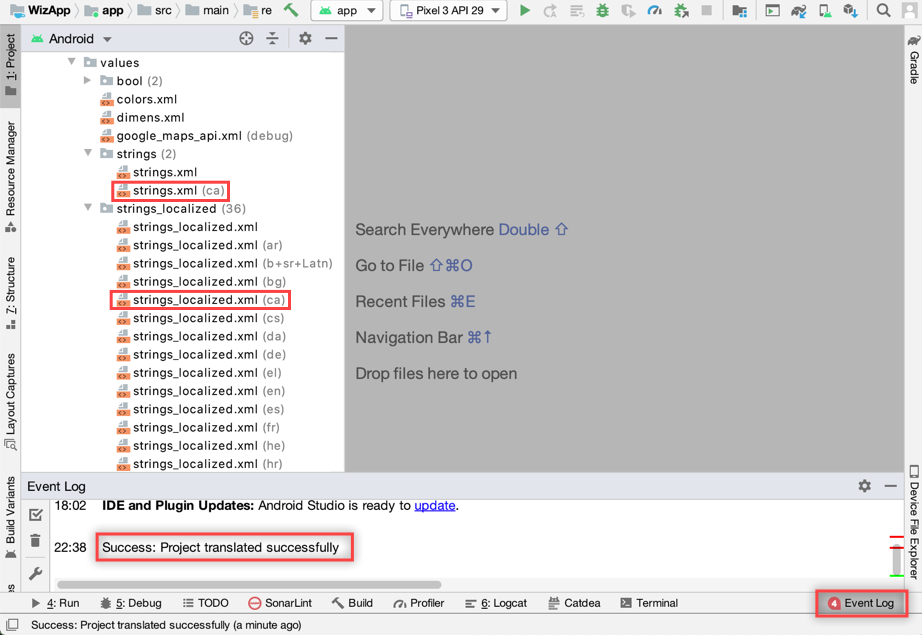 WizApp app src main re app Pixel 3 API 29
1: Project
Resource Manager
Z: Structure
Layout Captures
Build Variants
Android
values
bool (2)
colors.xml
dimens.xml
google_maps_api.xml (debug)
strings (2)
strings.xml
strings.xml (ca)
strings_localized (36)
strings_localized.xml
strings_localized.xml (ar)
strings_localized.xml (b+sr+Latn)
strings_localized.xml (bg)
strings_localized.xml (ca)
strings_localized.xml (cs)
strings_localized.xml (da)
strings_localized.xml (de)
strings_localized.xml (el)
strings_localized.xml (en)
strings_localized.xml (es)
strings_localized.xml (fr)
strings_localized.xml (he)
strings_localized.xml (hr)
Search Everywhere Double ⇧
Go to File ⇧⌘O
Recent Files ⌘E
Navigation Bar ⌘↑
Drop files here to open
Gradle
Device File Explorer
Event Log
18:02 IDE and Plugin Updates: Android Studio is ready to update.
22:38 Success: Project translated successfully
4: Run 5: Debug TODO SonarLint Build Profiler 6: Logcat Catdea Terminal 4 Event Log
Success: Project translated successfully (a minute ago)